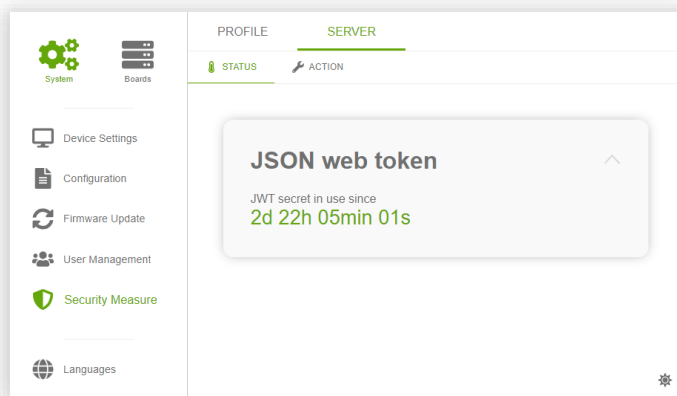 System
Boards
Device Settings
Configuration
Firmware Update
User Management
Security Measure
Languages
PROFILE
SERVER
STATUS
ACTION
JSON web token
JWT secret in use since
2d 22h 05min 01s